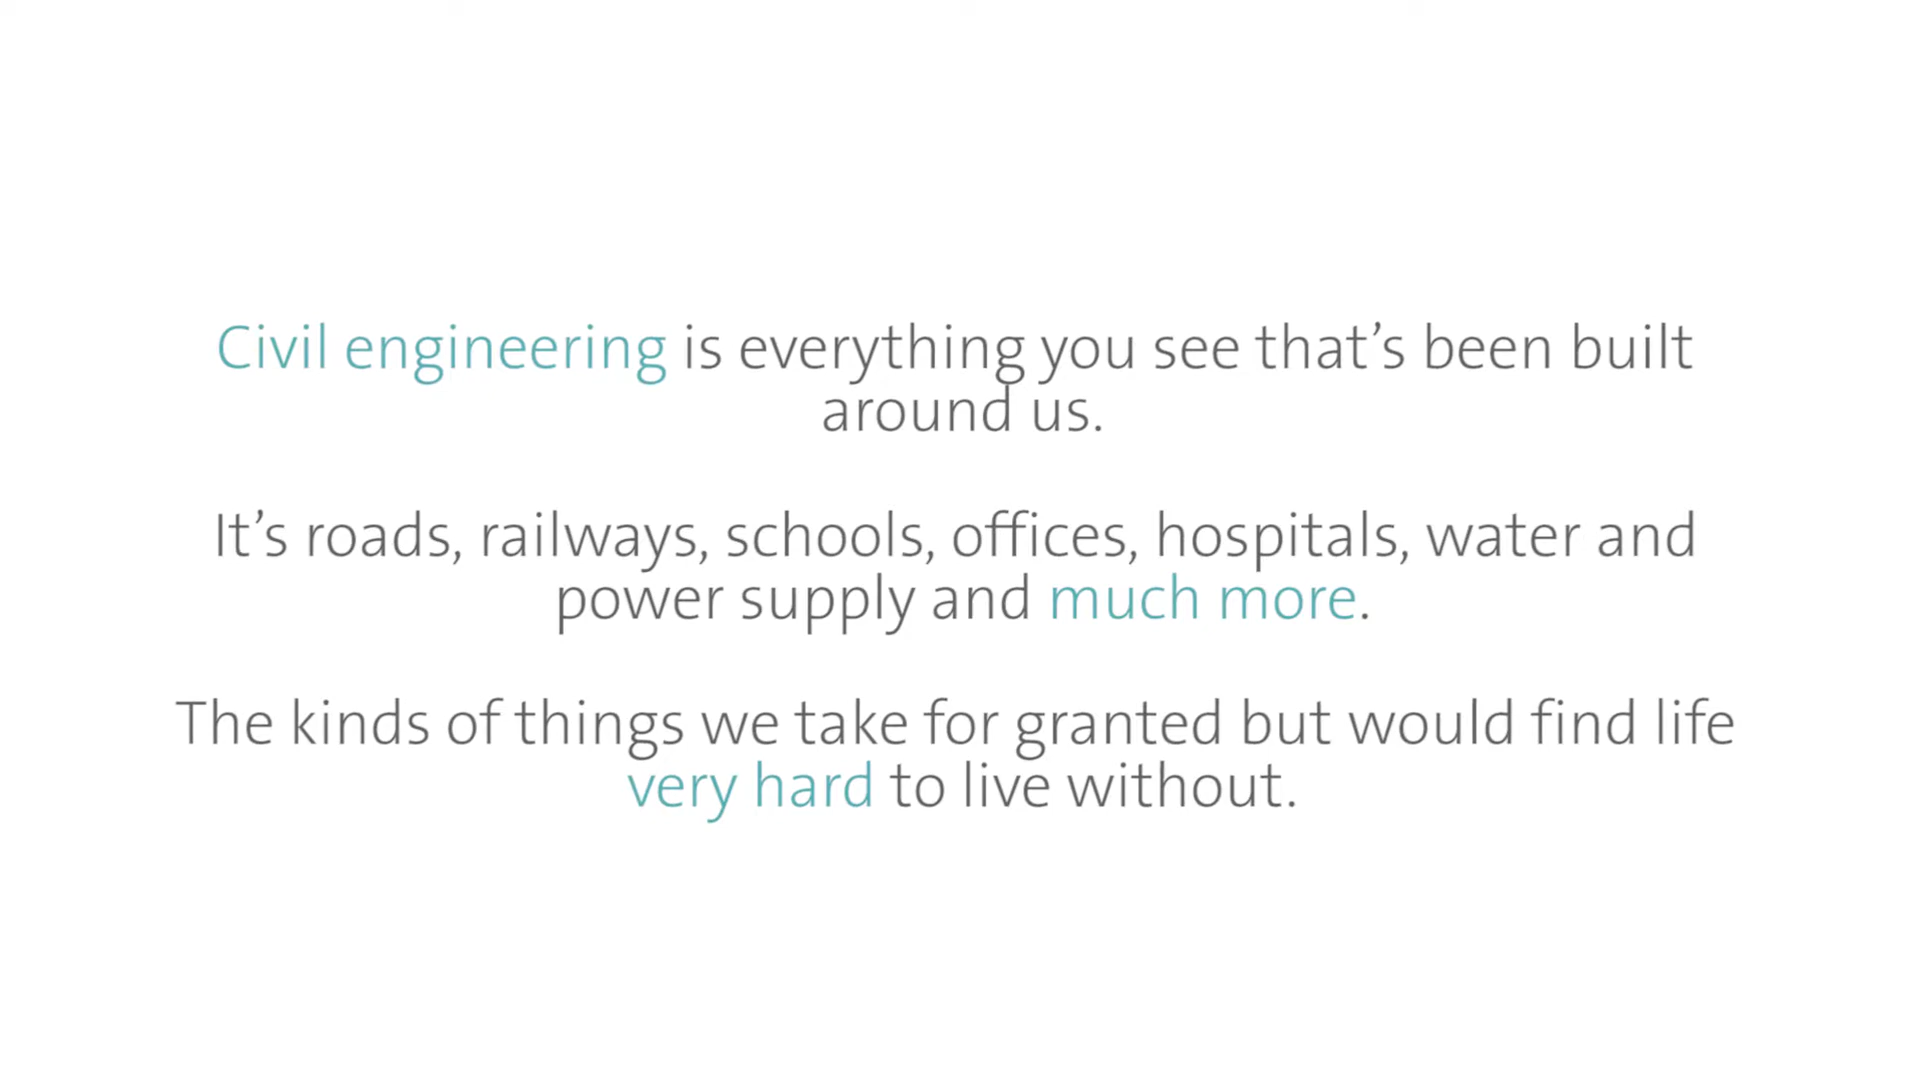 Civil engineering is everything you see that’s been built
around us.
It’s roads, railways, schools, offices, hospitals, water and
power supply and much more.
The kinds of things we take for granted but would find life
very hard to live without.